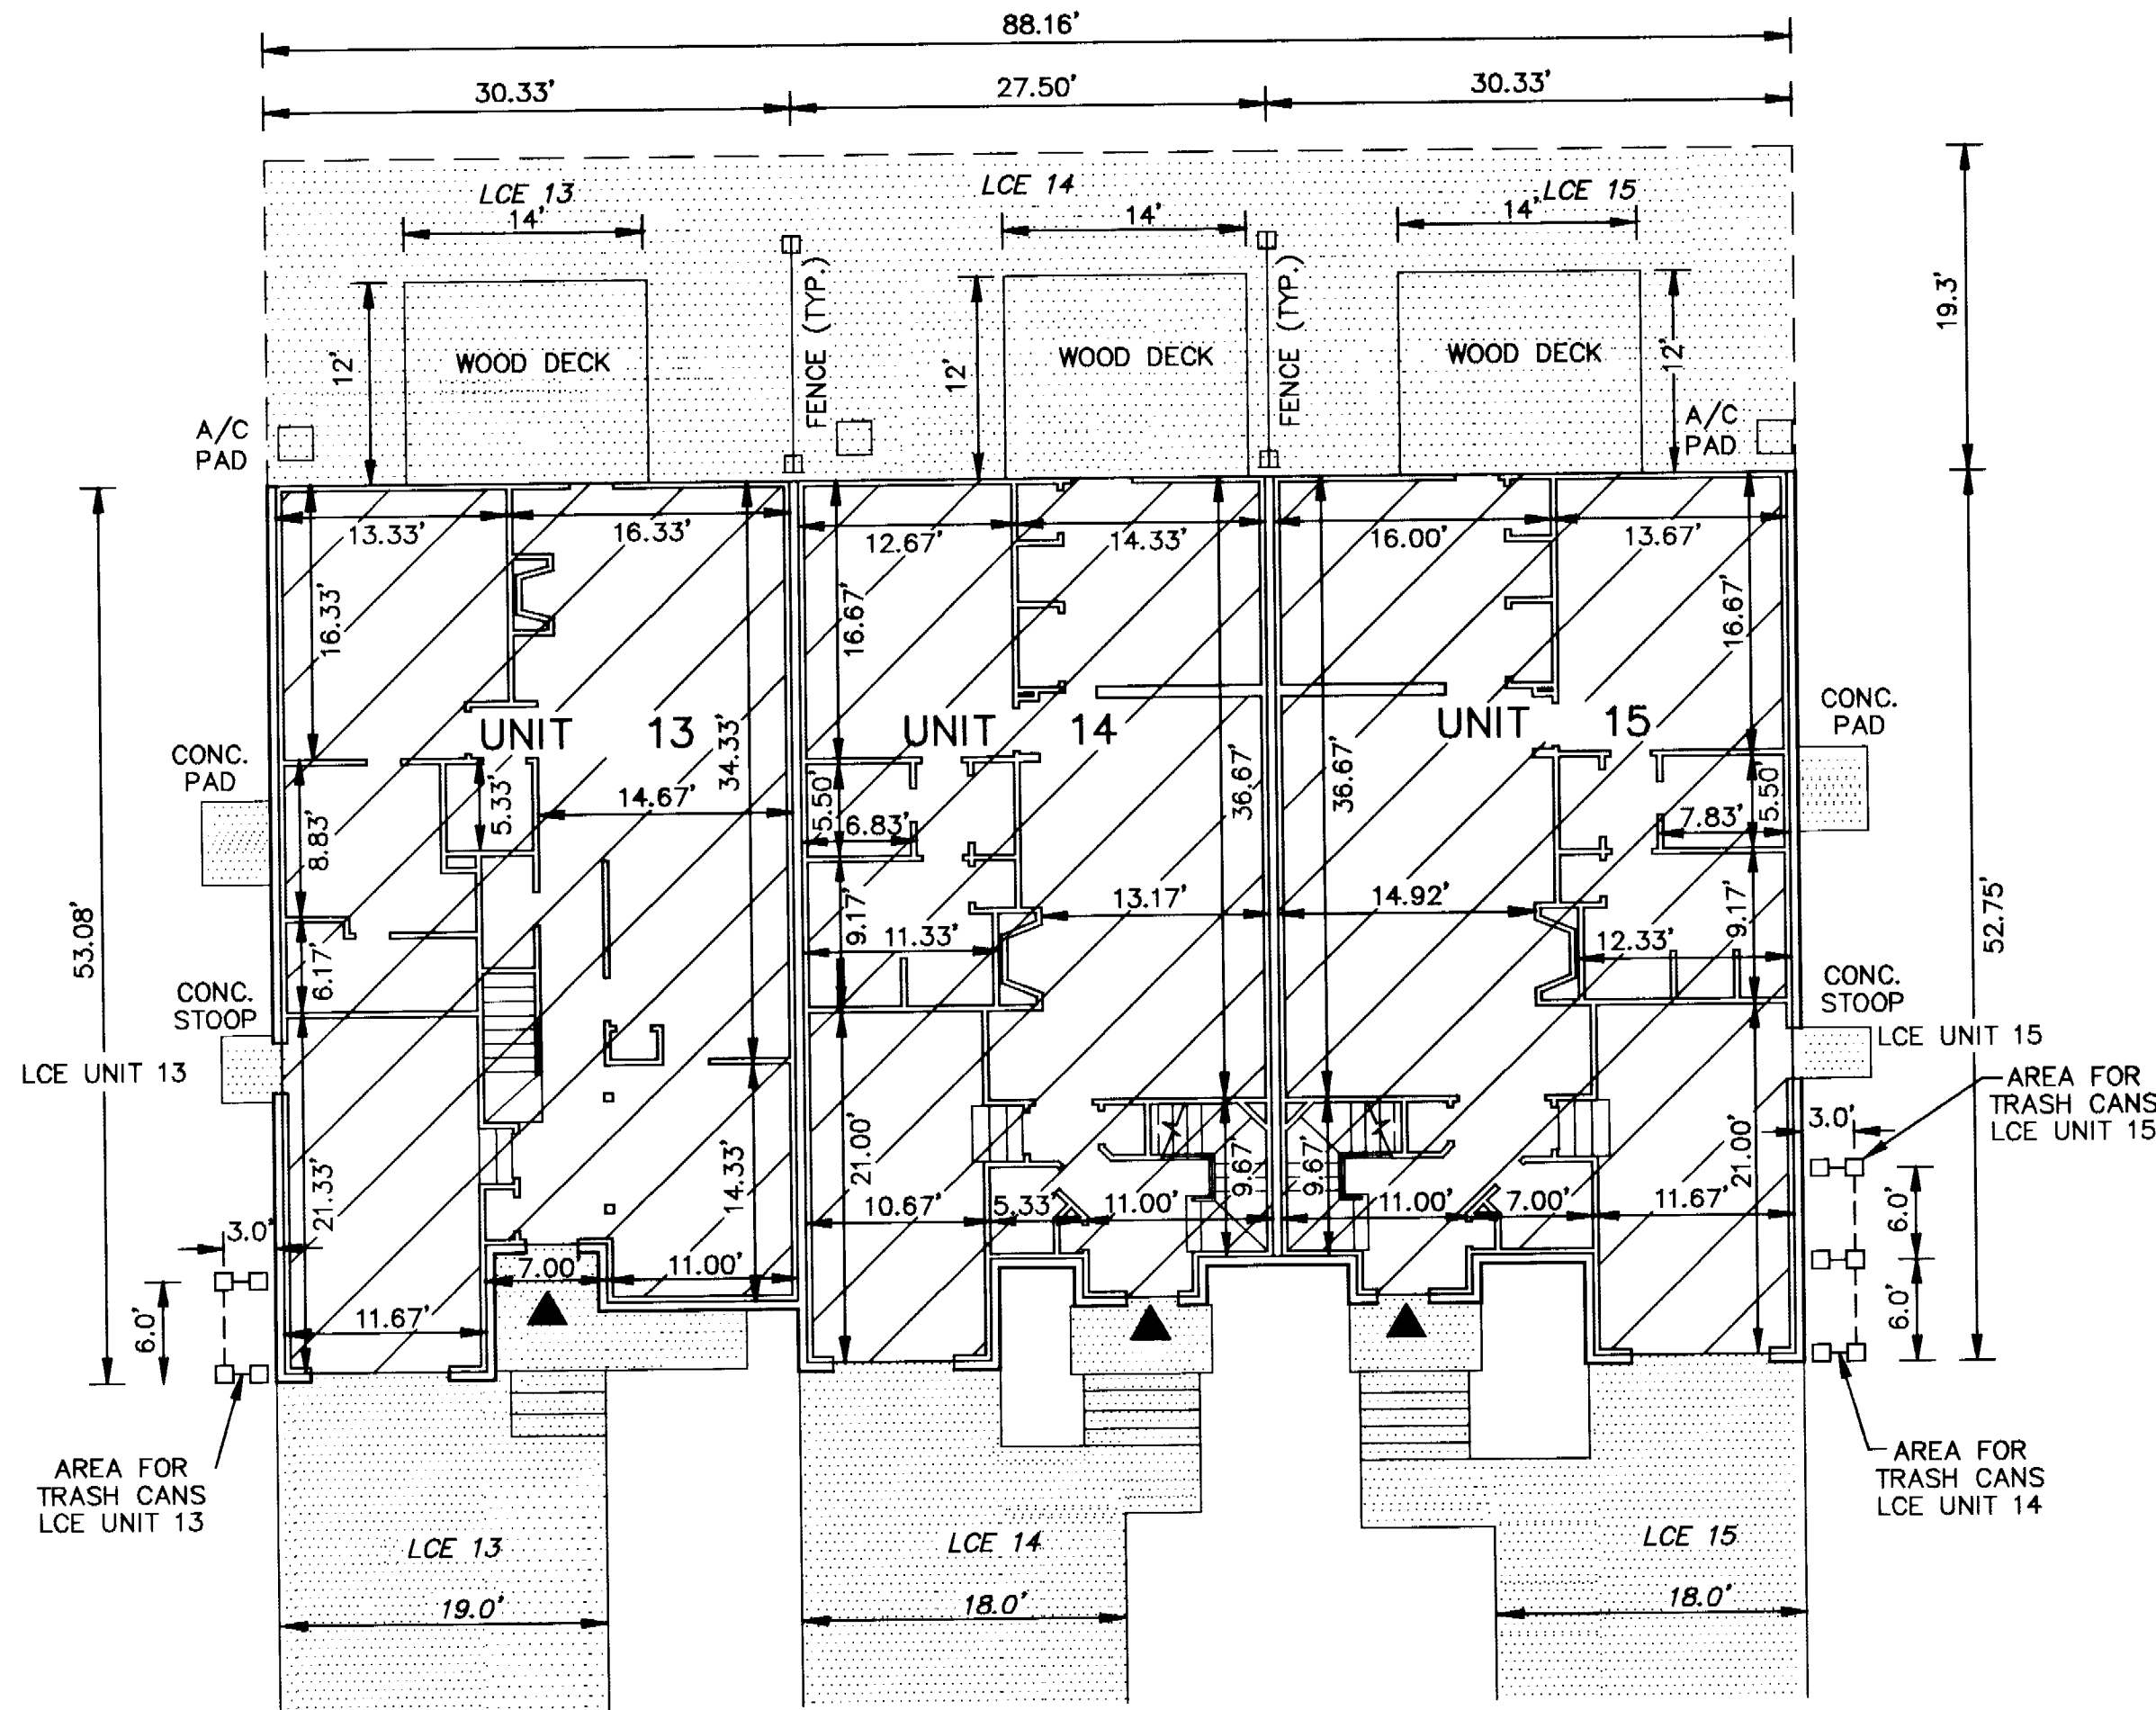 88.16'
30.33'
27.50'
30.33'
LCE 13
LCE 14
LCE 15
14'
14'
14'
19.3'
12'
WOOD DECK
FENCE (TYP.)
12'
WOOD DECK
FENCE (TYP.)
WOOD DECK
12'
A/C
PAD
A/C
PAD
13.33'
16.33'
12.67'
14.33'
16.00'
13.67'
16.33'
16.67'
16.67'
UNIT 13
UNIT 14
UNIT 15
34.33'
36.67'
36.67'
CONC.
PAD
CONC.
PAD
5.33'
14.67'
5.50'
6.83'
7.83'
5.50'
8.83'
9.17'
13.17'
14.92'
9.17'
11.33'
12.33'
53.08'
52.75'
6.17'
CONC.
STOOP
CONC.
STOOP
LCE UNIT 13
LCE UNIT 15
AREA FOR
TRASH CANS
LCE UNIT 15
3.0'
21.33'
14.33'
21.00'
9.67'
9.67'
21.00'
10.67'
5.33'
11.00'
11.00'
7.00'
11.67'
6.0'
3.0'
7.00'
11.00'
6.0'
11.67'
6.0'
AREA FOR
TRASH CANS
LCE UNIT 13
AREA FOR
TRASH CANS
LCE UNIT 14
LCE 13
LCE 14
LCE 15
19.0'
18.0'
18.0'